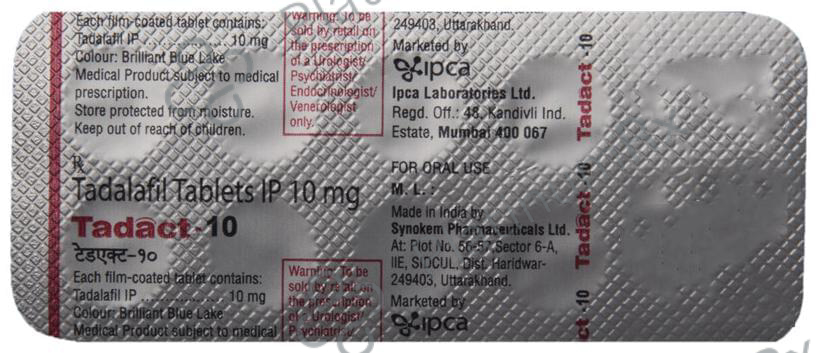 Each film-coated tablet contains:
Tadalafil IP ................. 10 mg
Colour: Brilliant Blue Lake
Medical Product subject to medical
prescription.
Store protected from moisture.
Keep out of reach of children.
Warning: To be
sold by retail on
the prescription
of a Urologist/
Psychiatrist/
Endocrinologist/
Venerologist
only.
249403, Uttarakhand.
Marketed by
ipca
Ipca Laboratories Ltd.
Regd. Off.: 48, Kandivli Ind.
Estate, Mumbai 400 067
Rx
Tadalafil Tablets IP 10 mg
Tadact-10
टेडएक्ट-१०
Each film-coated tablet contains:
Tadalafil IP ................. 10 mg
Colour: Brilliant Blue Lake
Medical Product subject to medical
Warning: To be
sold by retail on
the prescription
of a Urologist/
Psychiatrist/
FOR ORAL USE
M. L. :
Made in India by
Synokem Pharmaceuticals Ltd.
At: Plot No. 56-57, Sector 6-A,
IIE, SIDCUL, Dist. Haridwar-
249403, Uttarakhand.
Marketed by
ipca
Tadact-10
Tadact-10
ct-10